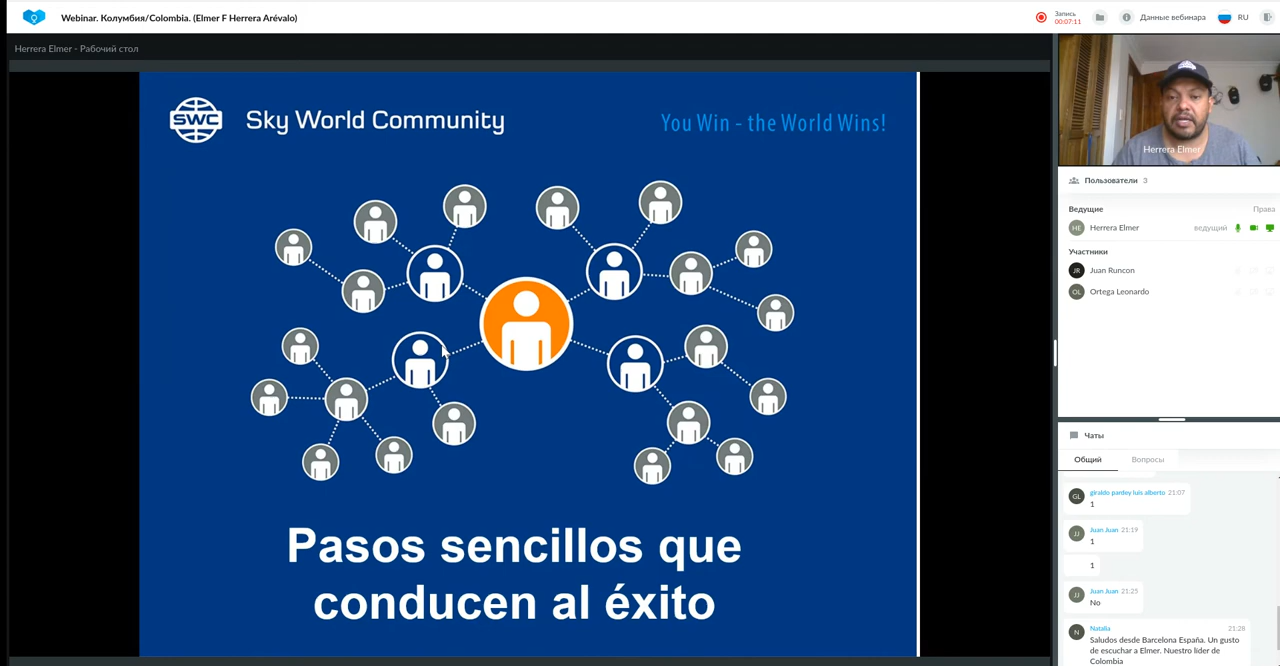 Webinar. Колумбия/Colombia. (Elmer F Herrera Arévalo)
Запись
00:07:11
Данные вебинара
RU
Herrera Elmer - Рабочий стол
SWC
Sky World Community
You Win - the World Wins!
Pasos sencillos que
conducen al éxito
Herrera Elmer
Пользователи 3
Ведущие Права
HE Herrera Elmer ведущий
Участники
JR Juan Runcon
OL Ortega Leonardo
Чаты
Общий Вопросы
GL giraldo pardey luis alberto 21:07
1
JJ Juan Juan 21:19
1
1
JJ Juan Juan 21:25
No
N Natalia 21:28
Saludos desde Barcelona España. Un gusto
de escuchar a Elmer. Nuestro líder de
Colombia